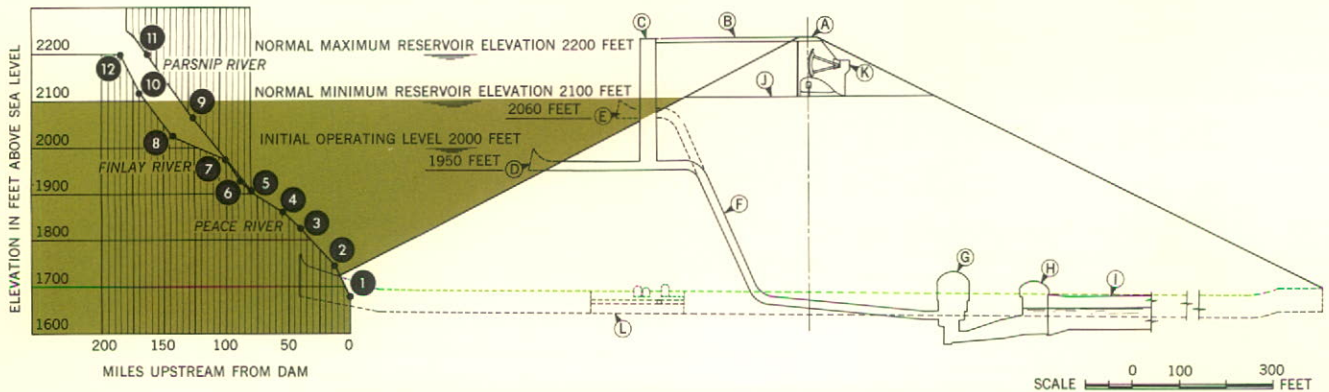 ELEVATION IN FEET ABOVE SEA LEVEL
2200
2100
2000
1900
1800
1700
1600
200 150 100 50 0
MILES UPSTREAM FROM DAM
11
PARSNIP RIVER
12
10
9
8
FINLAY RIVER
7
6
5
4
PEACE RIVER
3
2
1
NORMAL MAXIMUM RESERVOIR ELEVATION 2200 FEET
NORMAL MINIMUM RESERVOIR ELEVATION 2100 FEET
2060 FEET
INITIAL OPERATING LEVEL 2000 FEET
1950 FEET
C
B
A
K
J
E
D
F
G
H
I
L
SCALE 0 100 300 FEET